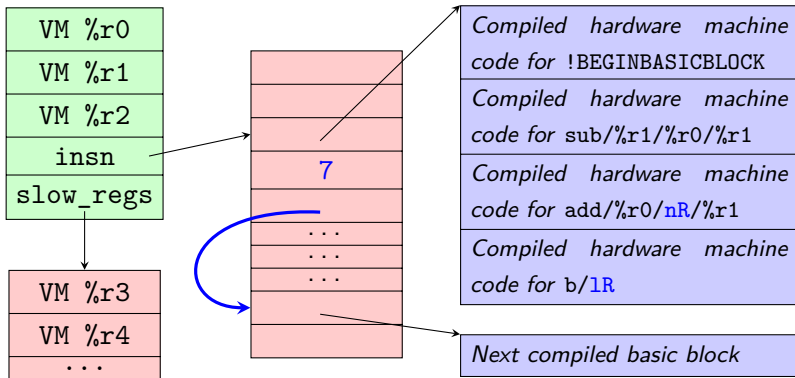 VM %r0
VM %r1
VM %r2
insn
slow_regs
VM %r3
VM %r4
...
7
...
...
...
Compiled hardware machine
code for !BEGINBASICBLOCK
Compiled hardware machine
code for sub/%r1/%r0/%r1
Compiled hardware machine
code for add/%r0/nR/%r1
Compiled hardware machine
code for b/lR
Next compiled basic block